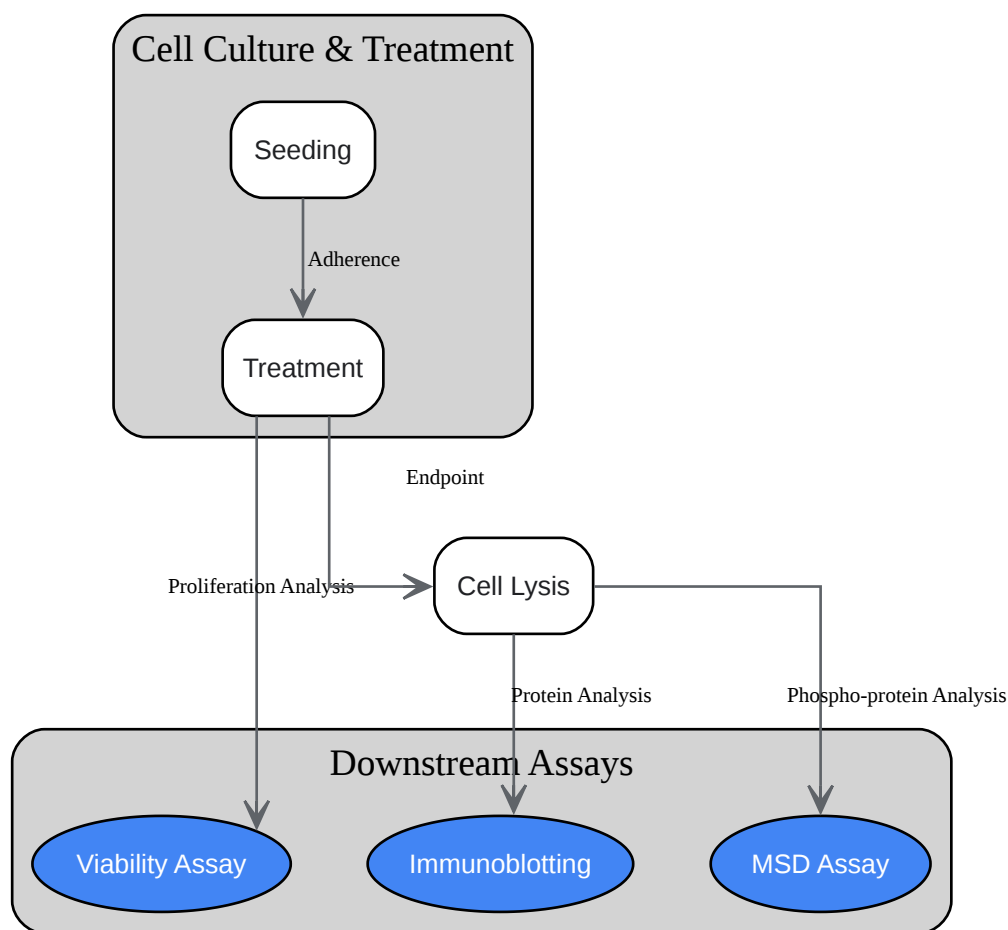 Cell Culture & Treatment
Seeding
Adherence
Treatment
Endpoint
Proliferation Analysis
Cell Lysis
Protein Analysis
Phospho-protein Analysis
Downstream Assays
Viability Assay
Immunoblotting
MSD Assay